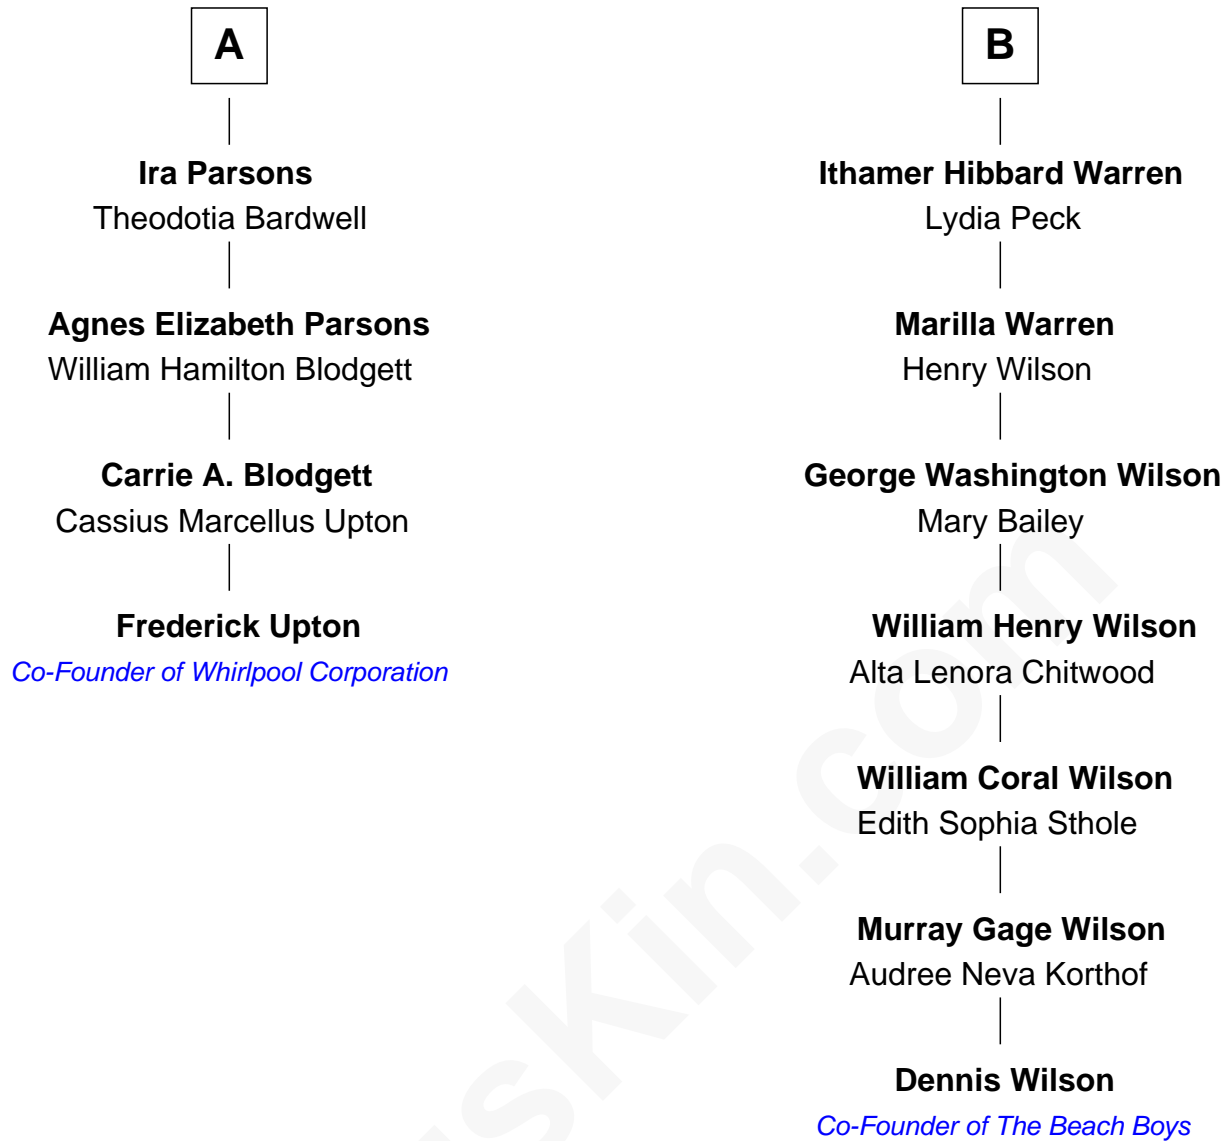 A
Ira Parsons
Theodotia Bardwell
Agnes Elizabeth Parsons
William Hamilton Blodgett
Carrie A. Blodgett
Cassius Marcellus Upton
Frederick Upton
Co-Founder of Whirlpool Corporation
B
Ithamer Hibbard Warren
Lydia Peck
Marilla Warren
Henry Wilson
George Washington Wilson
Mary Bailey
William Henry Wilson
Alta Lenora Chitwood
William Coral Wilson
Edith Sophia Sthole
Murray Gage Wilson
Audree Neva Korthof
Dennis Wilson
Co-Founder of The Beach Boys
sKin.com